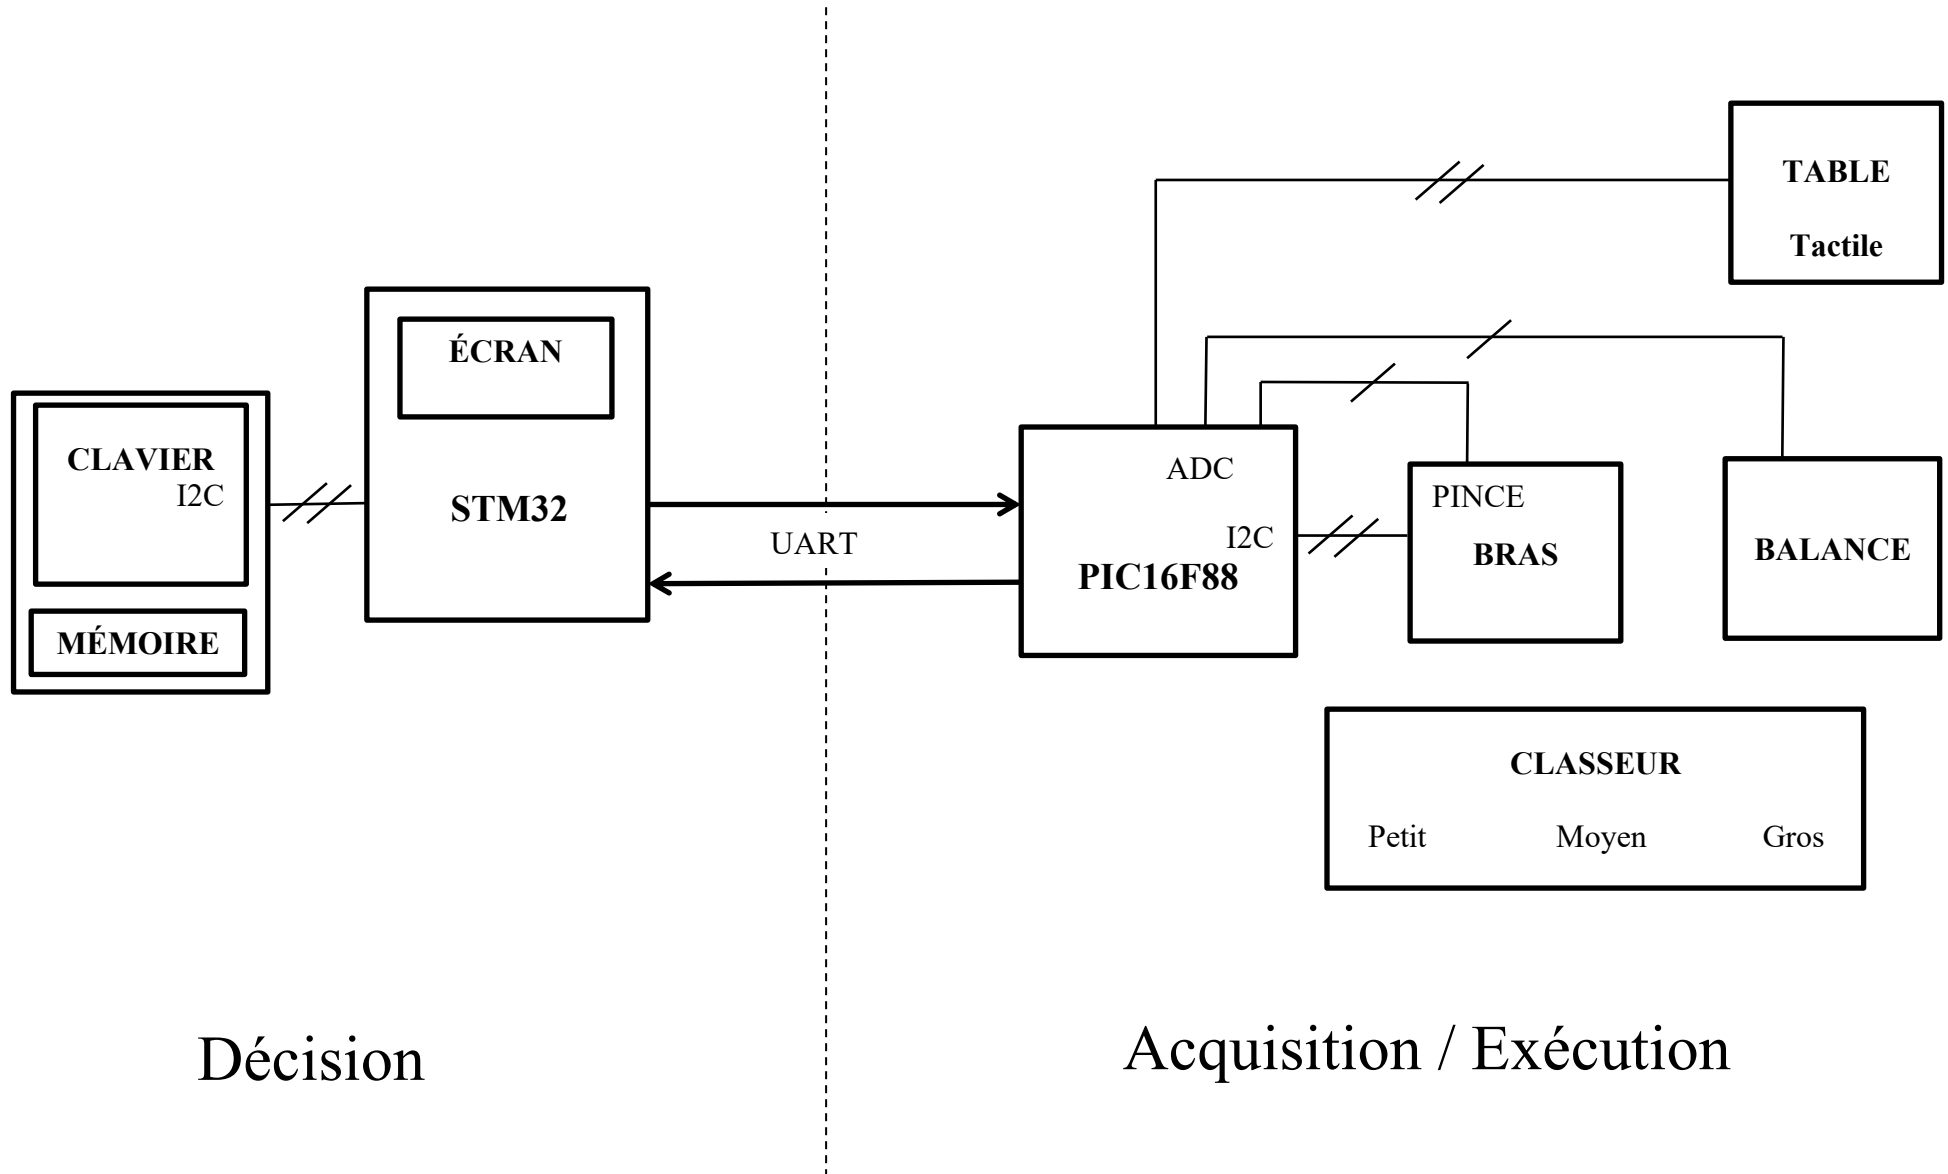 TABLE
Tactile
ÉCRAN
CLAVIER
I2C
STM32
MÉMOIRE
UART
ADC
I2C
PIC16F88
PINCE
BRAS
BALANCE
CLASSEUR
Petit Moyen Gros
Décision
Acquisition / Exécution